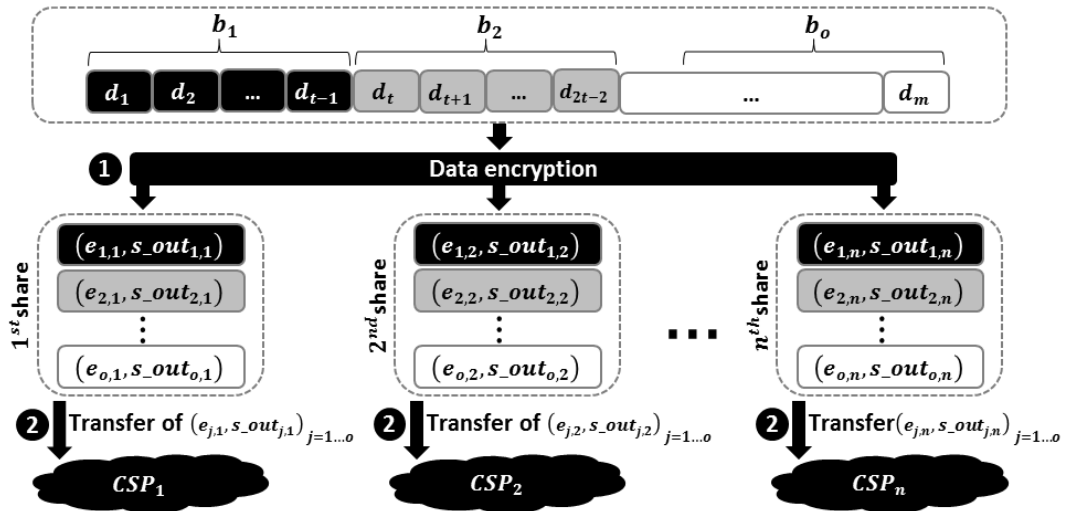 b₁ b₂ bₒ
d₁ d₂ ... dₜ₋₁ dₜ dₜ₊₁ ... d₂ₜ₋₂ ... dₘ
1 Data encryption
1ˢᵗ share
(e₁,₁, s_out₁,₁)
(e₂,₁, s_out₂,₁)
⋮
(eₒ,₁, s_outₒ,₁)
2ⁿᵈ share
(e₁,₂, s_out₁,₂)
(e₂,₂, s_out₂,₂)
⋮
(eₒ,₂, s_outₒ,₂)
...
nᵗʰ share
(e₁,ₙ, s_out₁,ₙ)
(e₂,ₙ, s_out₂,ₙ)
⋮
(eₒ,ₙ, s_outₒ,ₙ)
2 Transfer of (eⱼ,₁, s_outⱼ,₁)ⱼ₌₁…ₒ
2 Transfer of (eⱼ,₂, s_outⱼ,₂)ⱼ₌₁…ₒ
2 Transfer(eⱼ,ₙ, s_outⱼ,ₙ)ⱼ₌₁…ₒ
CSP₁
CSP₂
CSPₙ